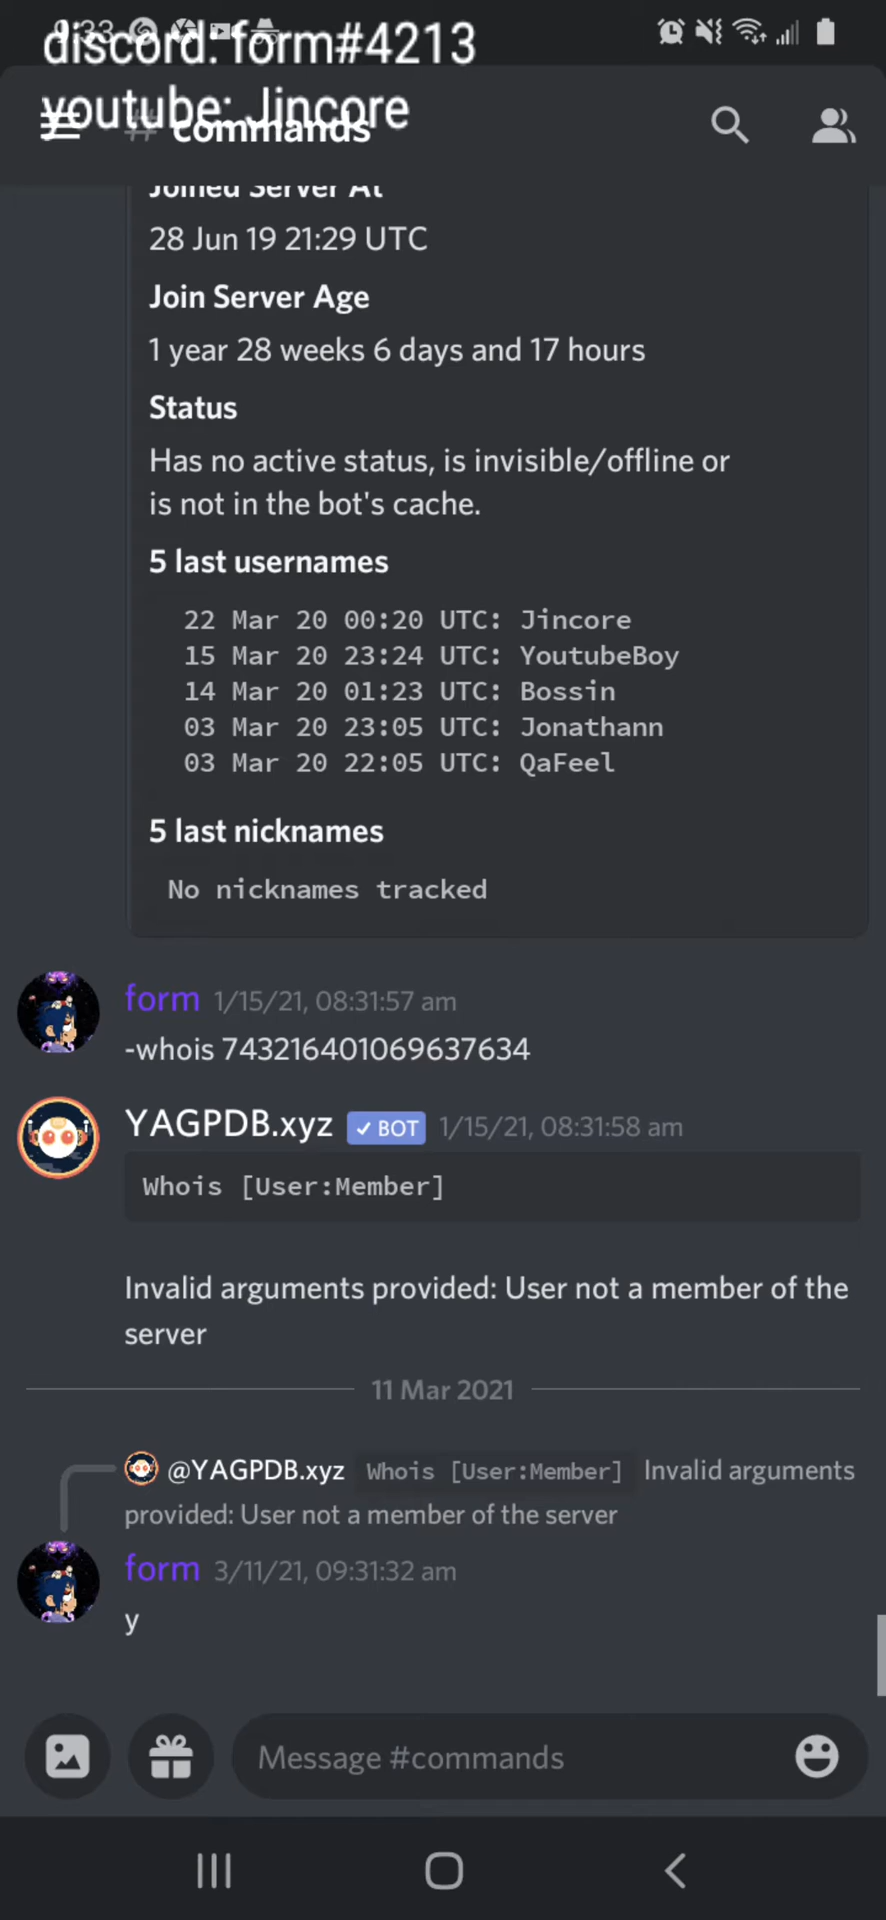 9:33
discord: form#4213
youtube: Jincore
# commands
Joined Server At
28 Jun 19 21:29 UTC
Join Server Age
1 year 28 weeks 6 days and 17 hours
Status
Has no active status, is invisible/offline or
is not in the bot's cache.
5 last usernames
22 Mar 20 00:20 UTC: Jincore
15 Mar 20 23:24 UTC: YoutubeBoy
14 Mar 20 01:23 UTC: Bossin
03 Mar 20 23:05 UTC: Jonathann
03 Mar 20 22:05 UTC: QaFeel
5 last nicknames
No nicknames tracked
form 1/15/21, 08:31:57 am
-whois 743216401069637634
YAGPDB.xyz ✓ BOT 1/15/21, 08:31:58 am
Whois [User:Member]
Invalid arguments provided: User not a member of the
server
11 Mar 2021
@YAGPDB.xyz Whois [User:Member] Invalid arguments
provided: User not a member of the server
form 3/11/21, 09:31:32 am
y
Message #commands